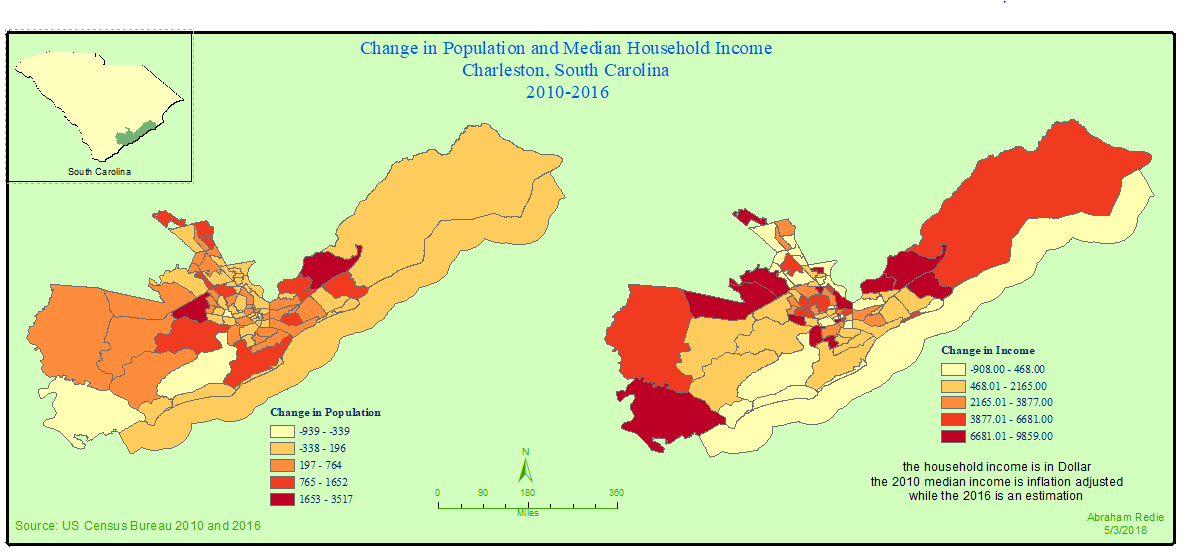 Change in Population and Median Household Income
Charleston, South Carolina
2010-2016
South Carolina
Change in Population
-939 - -339
-338 - 196
197 - 764
765 - 1652
1653 - 3517
N
0 90 180 360
Miles
Change in Income
-908.00 - 468.00
468.01 - 2165.00
2165.01 - 3877.00
3877.01 - 6681.00
6681.01 - 9859.00
the household income is in Dollar
the 2010 median income is inflation adjusted
while the 2016 is an estimation
Source: US Census Bureau 2010 and 2016
Abraham Redie
5/3/2018